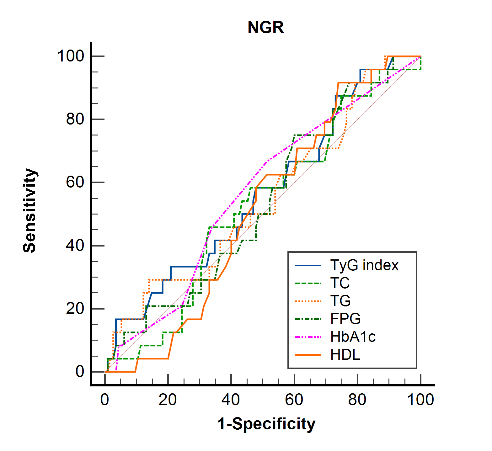 NGR
100
80
60
40
20
0
Sensitivity
TyG index
TC
TG
FPG
HbA1c
HDL
0 20 40 60 80 100
1-Specificity